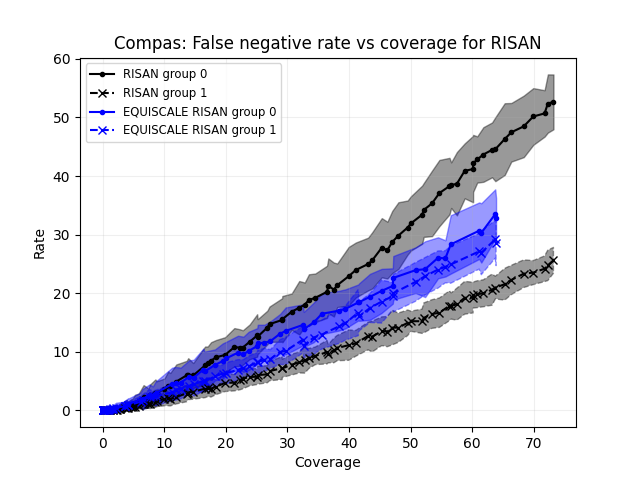 Compas: False negative rate vs coverage for RISAN
RISAN group 0
RISAN group 1
EQUISCALE RISAN group 0
EQUISCALE RISAN group 1
60
50
40
30
20
10
0
Rate
0 10 20 30 40 50 60 70
Coverage